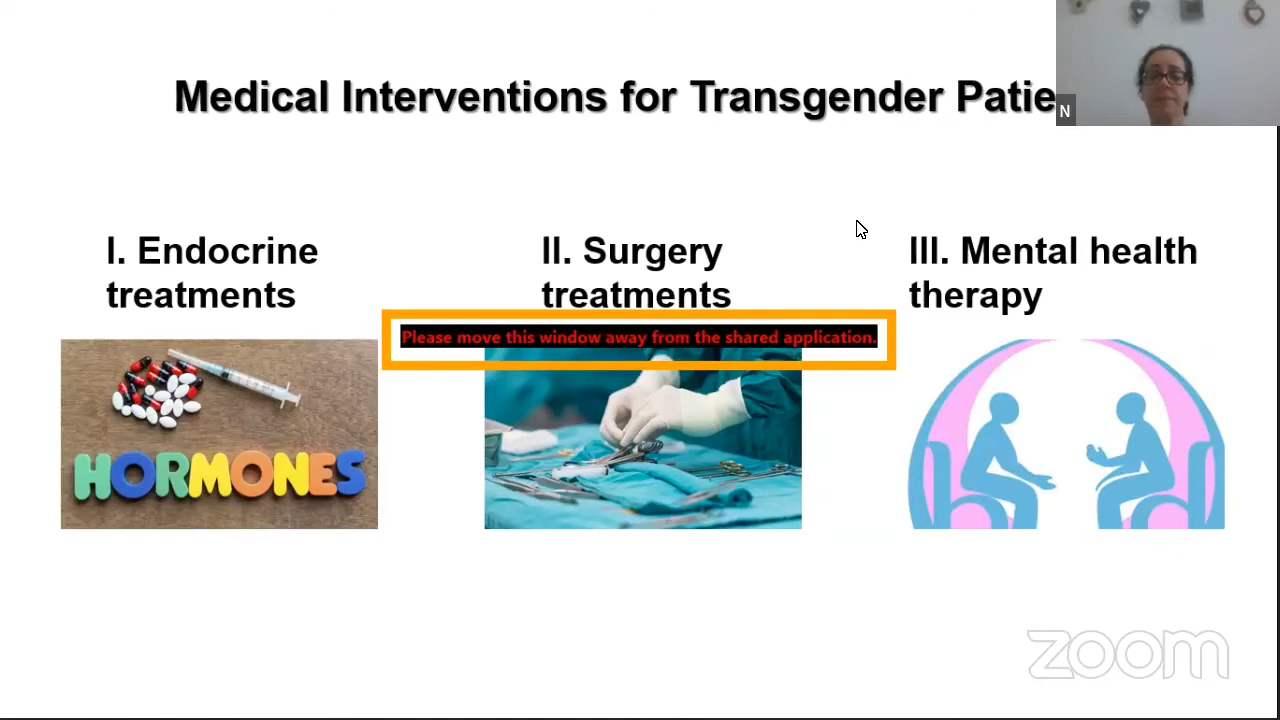 Medical Interventions for Transgender Patie
N
I. Endocrine
treatments
II. Surgery
treatments
III. Mental health
therapy
Please move this window away from the shared application.
HORMONES
zoom